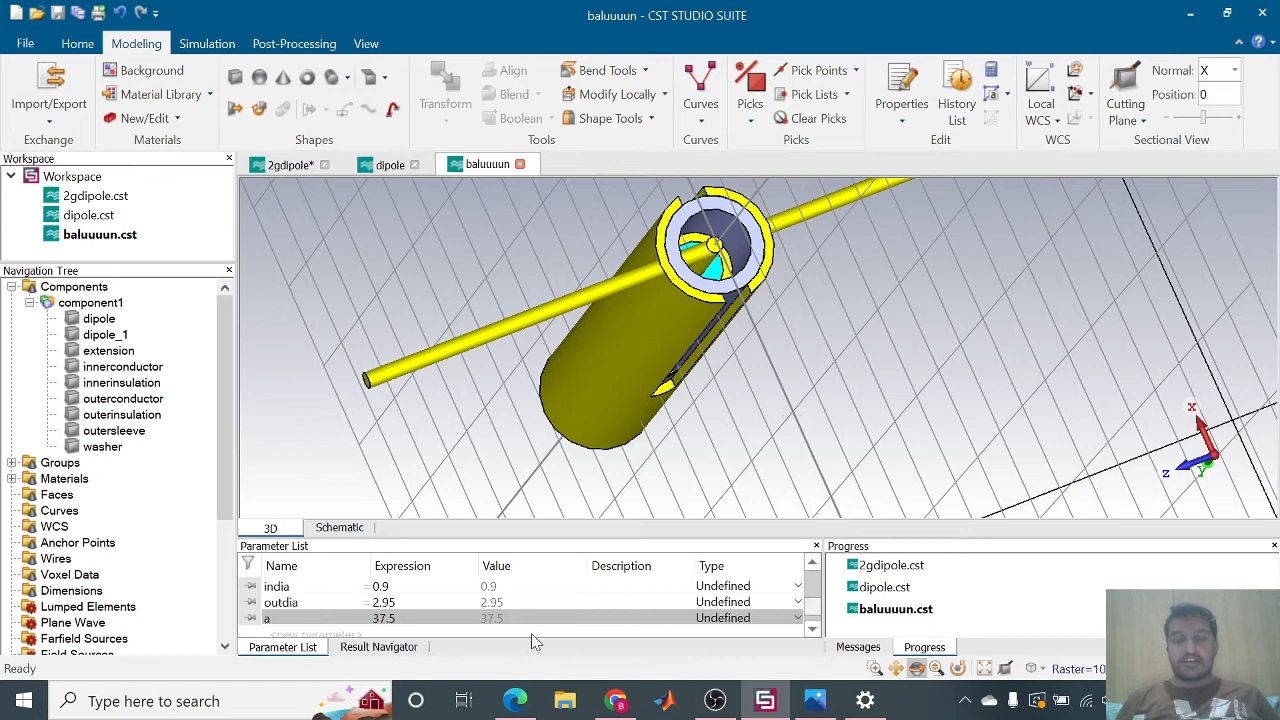 baluuuun - CST STUDIO SUITE
File
Home
Modeling
Simulation
Post-Processing
View
Import/Export
Exchange
Background
Material Library
New/Edit
Materials
Shapes
Transform
Align
Blend
Boolean
Bend Tools
Modify Locally
Shape Tools
Tools
Curves
Curves
Picks
Pick Points
Pick Lists
Clear Picks
Picks
Properties
History
List
Edit
Local
WCS
WCS
Cutting
Plane
Normal: X
Position: 0
Sectional View
Workspace
Workspace
2gdipole.cst
dipole.cst
baluuuun.cst
2gdipole*
dipole
baluuuun
Navigation Tree
Components
component1
dipole
dipole_1
extension
innerconductor
innerinsulation
outerconductor
outerinsulation
outersleeve
washer
Groups
Materials
Faces
Curves
WCS
Anchor Points
Wires
Voxel Data
Dimensions
Lumped Elements
Plane Wave
Farfield Sources
Field Sources
x
z
y
3D
Schematic
Parameter List
Name
Expression
Value
Description
Type
india = 0.9 0.9 Undefined
outdia = 2.95 2.95 Undefined
a 37.5 37.5 Undefined
<new parameter>
Parameter List
Result Navigator
Progress
2gdipole.cst
dipole.cst
baluuuun.cst
Messages
Progress
Ready
Raster=10
Type here to search